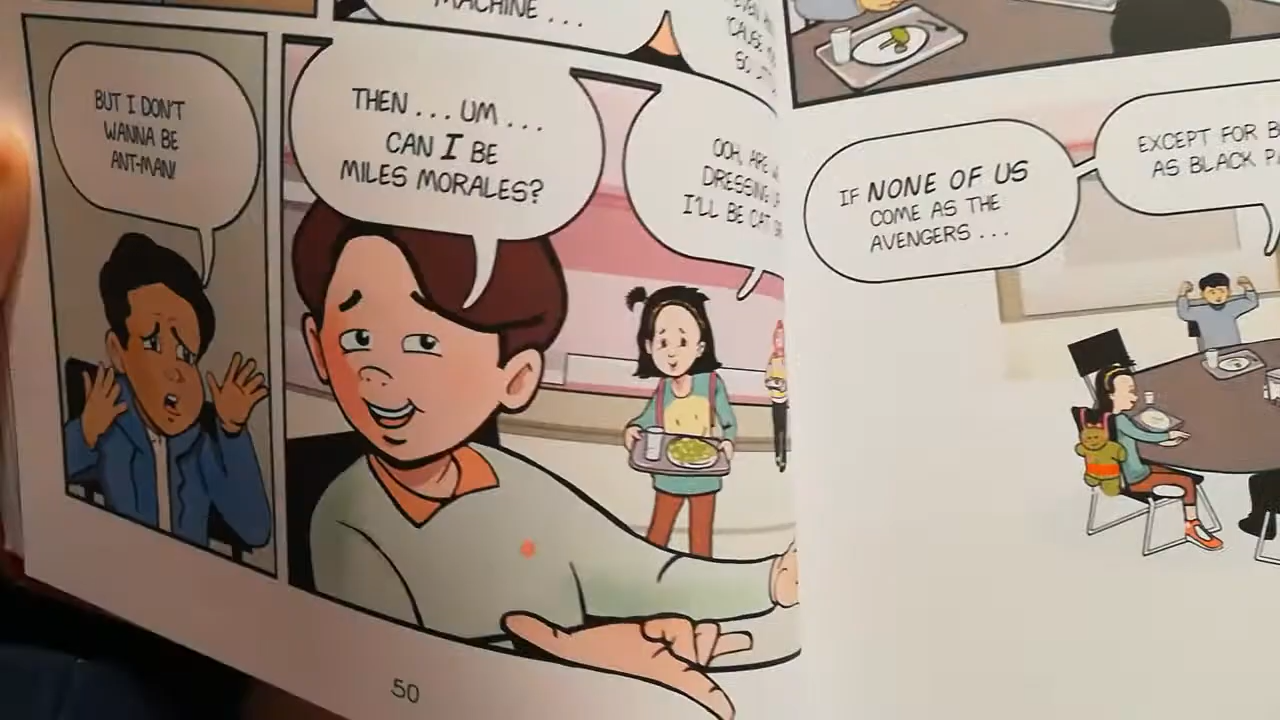 MACHINE . . .
BUT I DON'T
WANNA BE
ANT-MAN!
THEN . . . UM . . .
CAN I BE
MILES MORALES?
OOH, ARE
DRESSING
I'LL BE CAT
50
IF NONE OF US
COME AS THE
AVENGERS . . .
EXCEPT FOR
AS BLACK